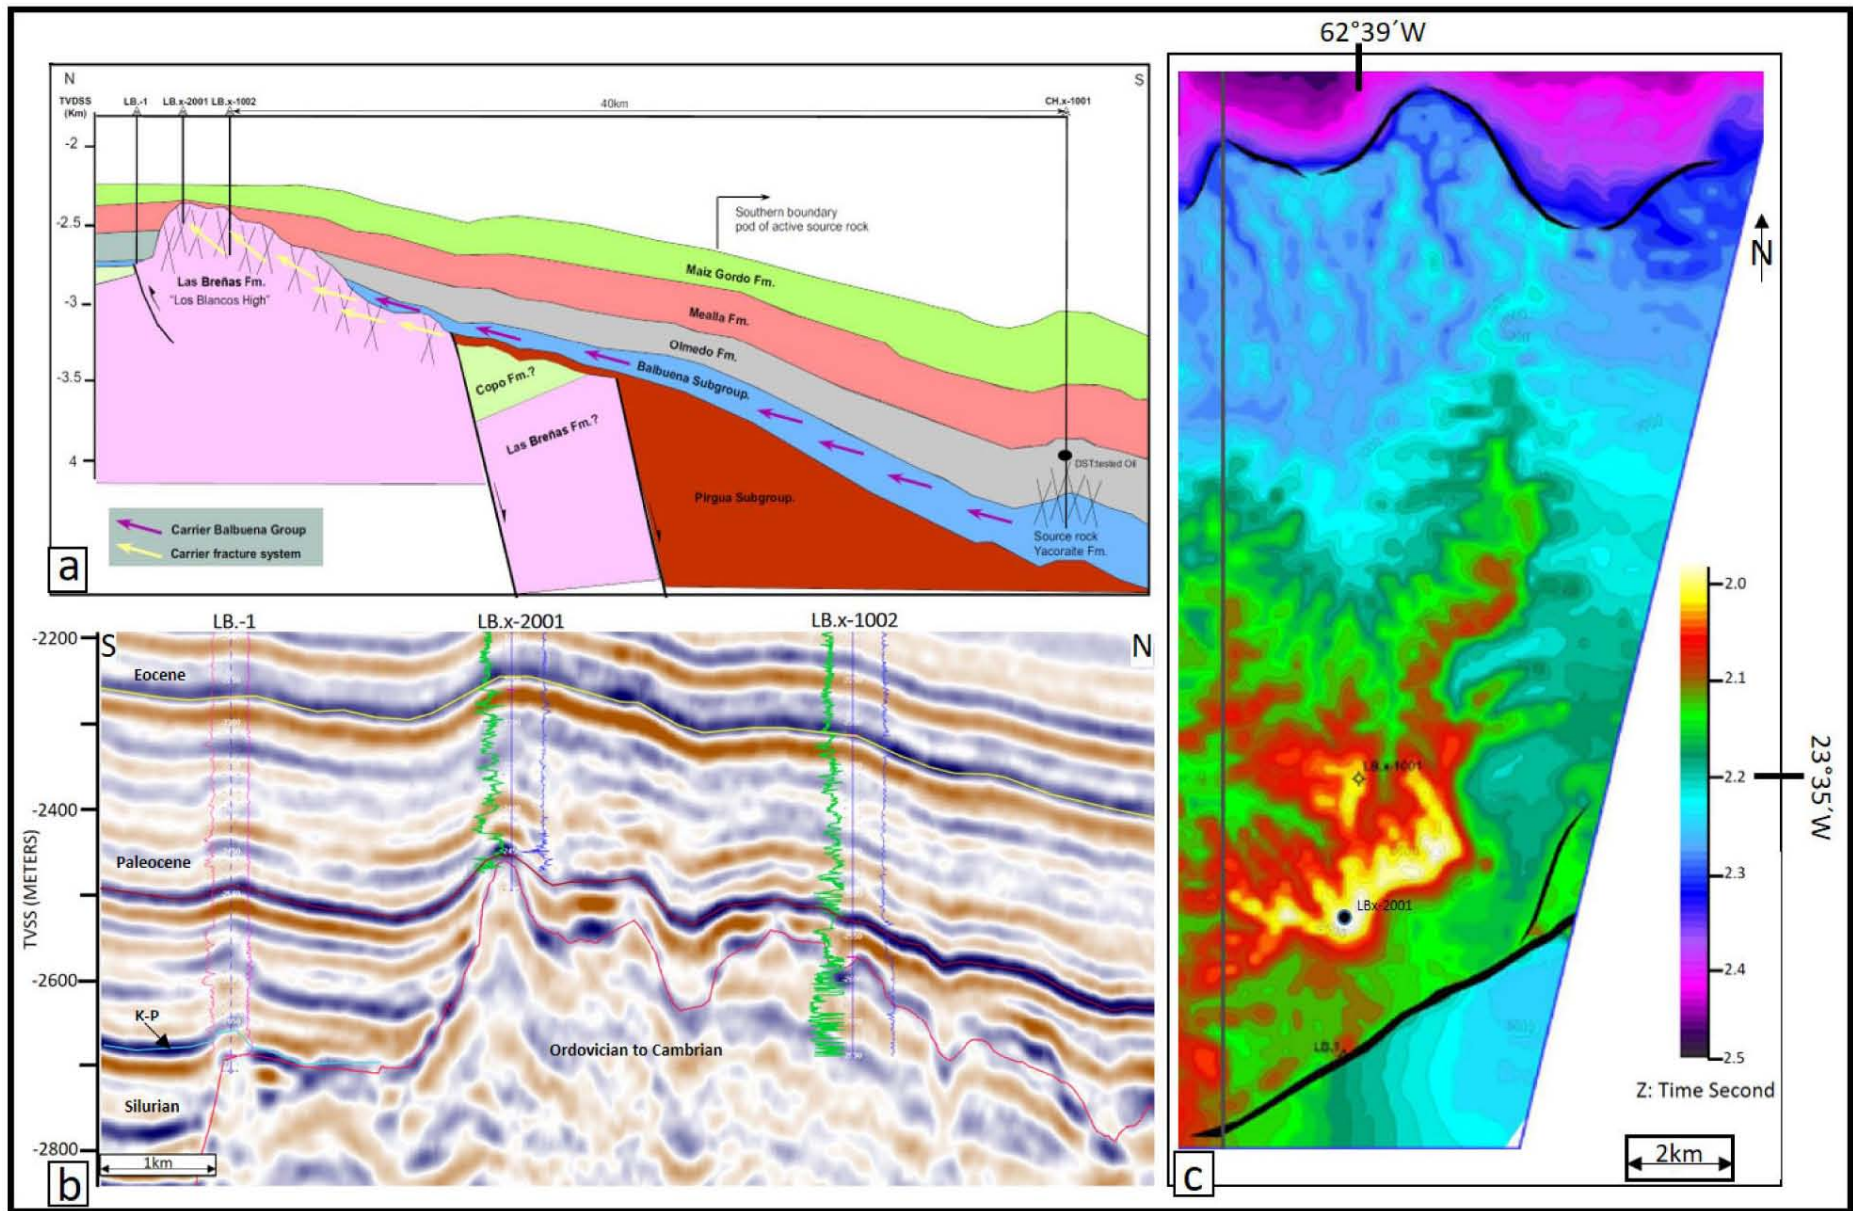 N
S
TVDSS
(Km)
LB.-1
LB.x-2001
LB.x-1002
40km
CH.x-1001
-2
-2.5
-3
-3.5
4
Southern boundary
pod of active source rock
Maiz Gordo Fm.
Mealla Fm.
Olmedo Fm.
Balbuena Subgroup.
Las Breñas Fm.
"Los Blancos High"
Copo Fm.?
Las Breñas Fm.?
Pirgua Subgroup.
DST:tested Oil
Source rock
Yacoraite Fm.
Carrier Balbuena Group
Carrier fracture system
a
LB.-1
LB.x-2001
LB.x-1002
S
N
TVSS (METERS)
-2200
-2400
-2600
-2800
Eocene
Paleocene
K-P
Silurian
Ordovician to Cambrian
1km
b
62°39´W
N
23°35´W
LB.x-1001
LBx-2001
LB.1
2.0
2.1
2.2
2.3
2.4
2.5
Z: Time Second
2km
c